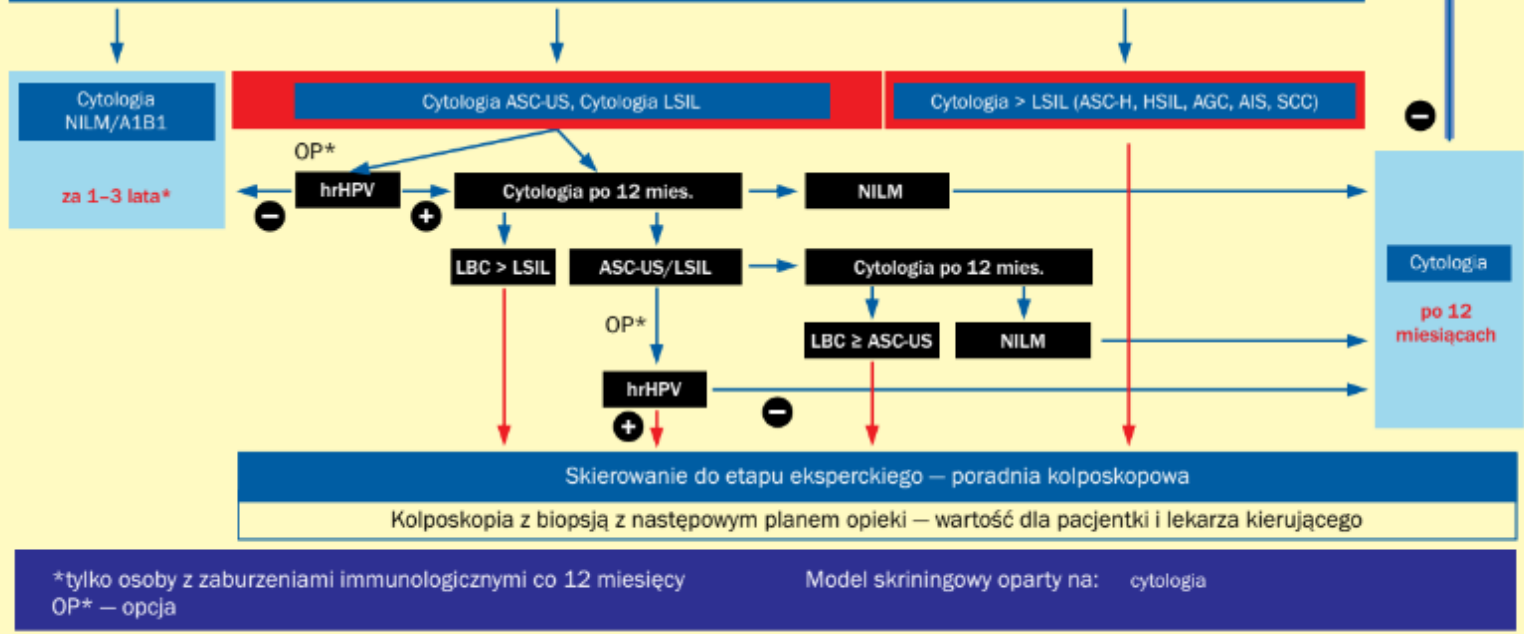 Cytologia
NILM/A1B1
za 1–3 lata*
Cytologia ASC-US, Cytologia LSIL
Cytologia > LSIL (ASC-H, HSIL, AGC, AIS, SCC)
OP*
hrHPV
Cytologia po 12 mies.
NILM
LBC > LSIL
ASC-US/LSIL
Cytologia po 12 mies.
OP*
LBC ≥ ASC-US
NILM
hrHPV
Cytologia
po 12
miesiącach
Skierowanie do etapu eksperckiego — poradnia kolposkopowa
Kolposkopia z biopsją z następowym planem opieki — wartość dla pacjentki i lekarza kierującego
*tylko osoby z zaburzeniami immunologicznymi co 12 miesięcy
OP* — opcja
Model skriningowy oparty na: cytologia